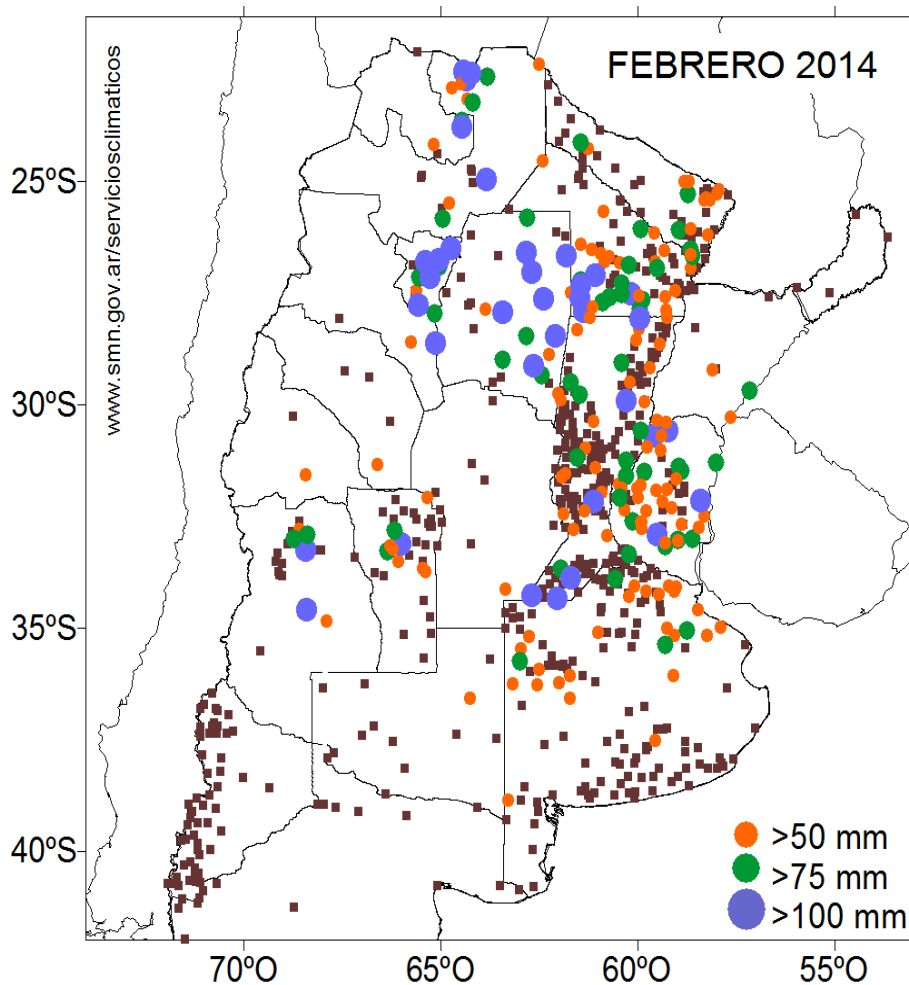 FEBRERO 2014
www.smn.gov.ar/serviciosclimaticos
25ºS
30ºS
35ºS
40ºS
>50 mm
>75 mm
>100 mm
70ºO
65ºO
60ºO
55ºO